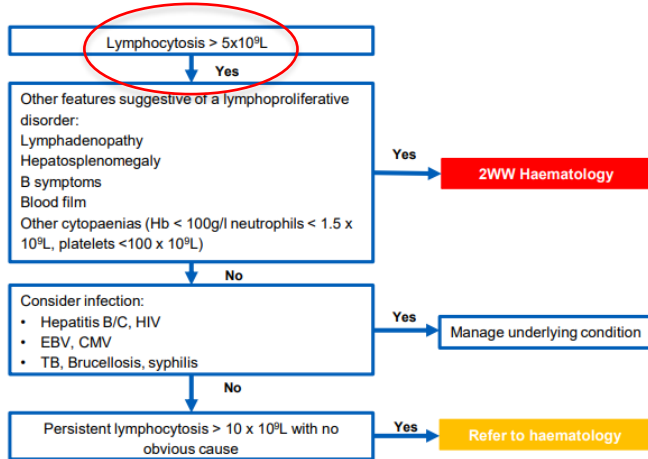 Lymphocytosis > 5x10⁹L
Yes
Other features suggestive of a lymphoproliferative
disorder:
Lymphadenopathy
Hepatosplenomegaly
B symptoms
Blood film
Other cytopaenias (Hb < 100g/l neutrophils < 1.5 x
10⁹L, platelets <100 x 10⁹L)
Yes
2WW Haematology
No
Consider infection:
• Hepatitis B/C, HIV
• EBV, CMV
• TB, Brucellosis, syphilis
Yes
Manage underlying condition
No
Persistent lymphocytosis > 10 x 10⁹L with no
obvious cause
Yes
Refer to haematology